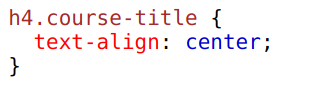 h4.course-title {
  text-align: center;
}